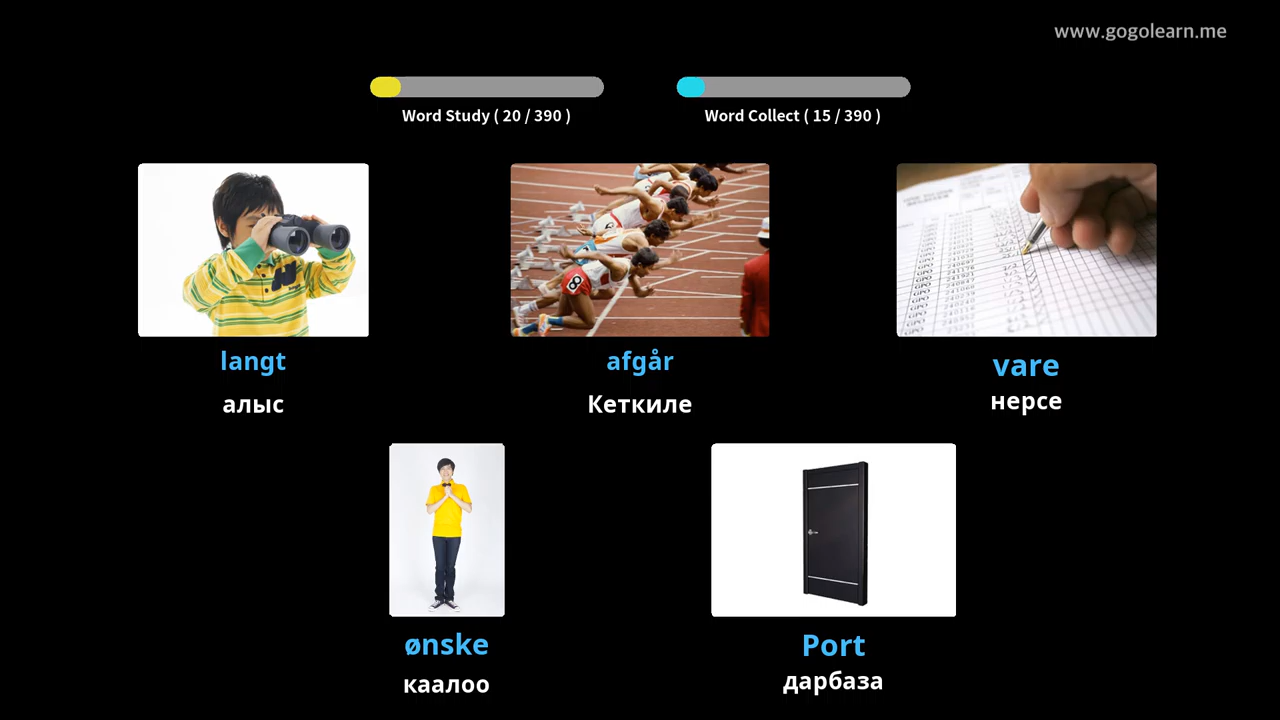 www.gogolearn.me
Word Study ( 20 / 390 )
Word Collect ( 15 / 390 )
langt
afgår
vare
алыс
Кеткиле
нерсе
ønske
Port
каалоо
дарбаза